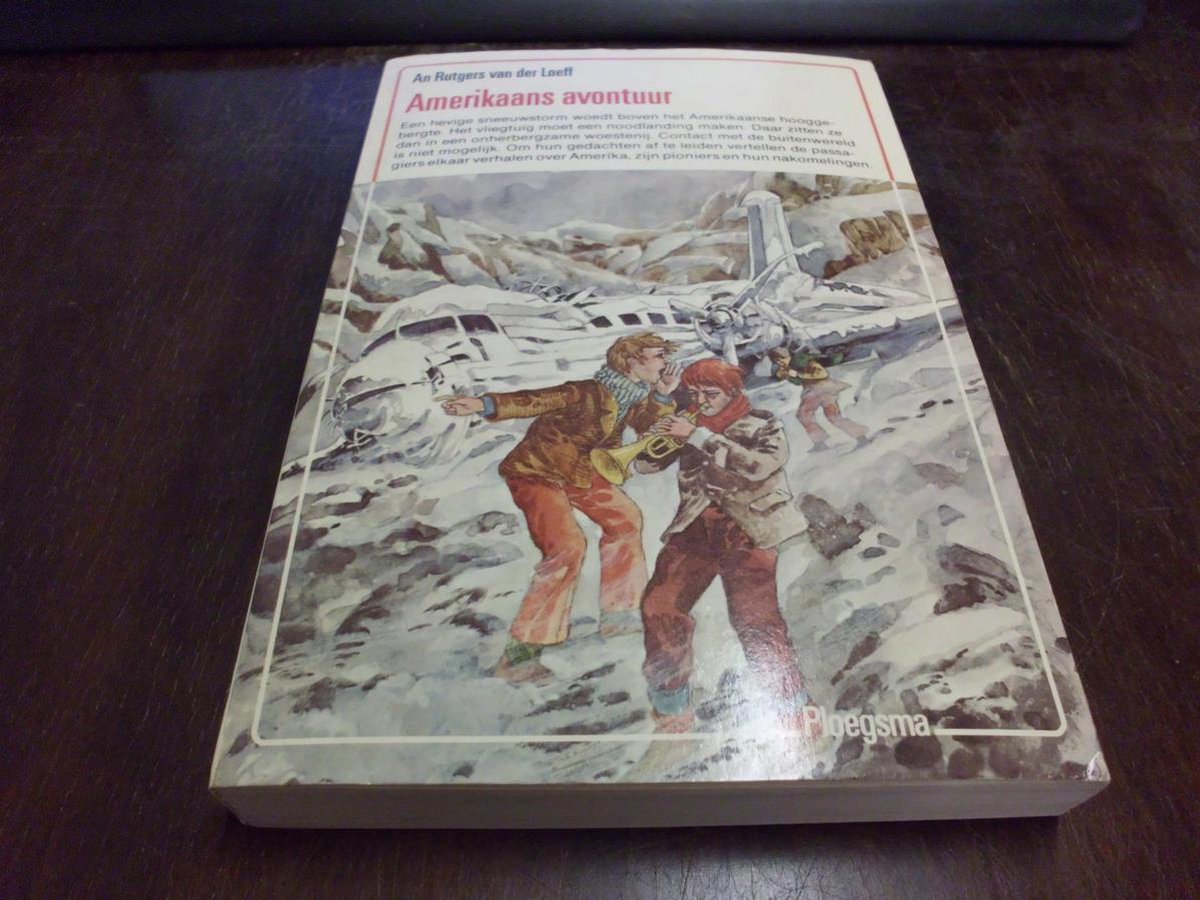 An Rutgers van der Loeff
Amerikaans avontuur
Een hevige sneeuwstorm woedt boven het Amerikaanse hoogge-
bergte. Het vliegtuig moet een noodlanding maken. Daar zitten ze
dan in een onherbergzame woestenij. Contact met de buitenwereld
is niet mogelijk. Om hun gedachten af te leiden vertellen de passa-
giers elkaar verhalen over Amerika, zijn pioniers en hun nakomelingen.
Ploegsma